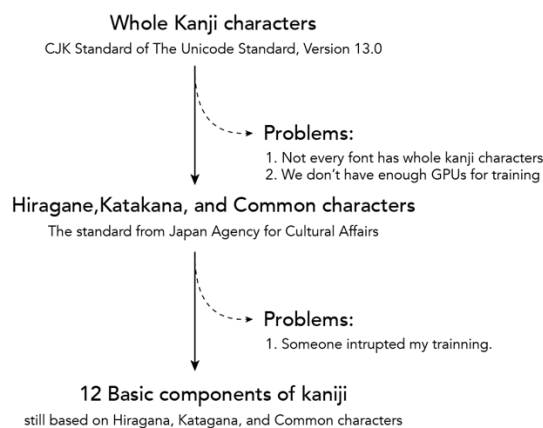 Whole Kanji characters
CJK Standard of The Unicode Standard, Version 13.0
Problems:
1. Not every font has whole kanji characters
2. We don't have enough GPUs for training
Hiragane,Katakana, and Common characters
The standard from Japan Agency for Cultural Affairs
Problems:
1. Someone intrupted my trainning.
12 Basic components of kaniji
still based on Hiragana, Katagana, and Common characters